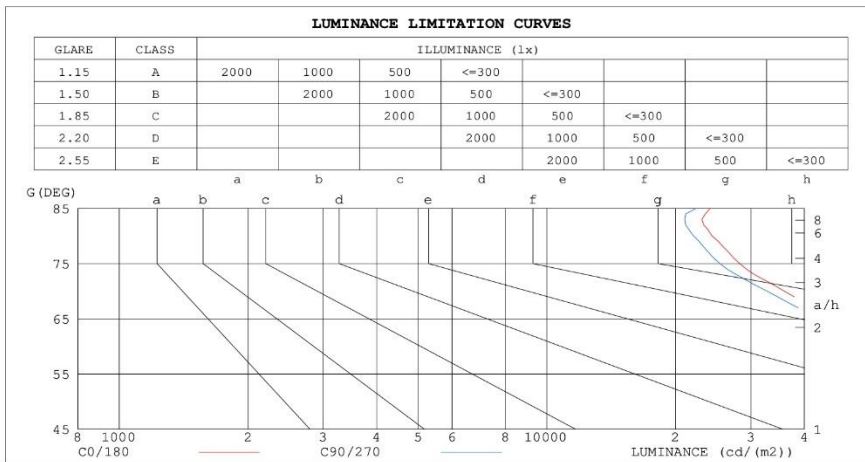 LUMINANCE LIMITATION CURVES
GLARE CLASS ILLUMINANCE (lx)
1.15 A 2000 1000 500 <=300
1.50 B 2000 1000 500 <=300
1.85 C 2000 1000 500 <=300
2.20 D 2000 1000 500 <=300
2.55 E 2000 1000 500 <=300
a b c d e f g h
G(DEG)
85 a b c d e f g h 8
6
75 4
3
a/h
65 2
55
45 1
8 1000 2 3 4 5 6 8 10000 2 3 4
C0/180 C90/270 LUMINANCE (cd/(m2))